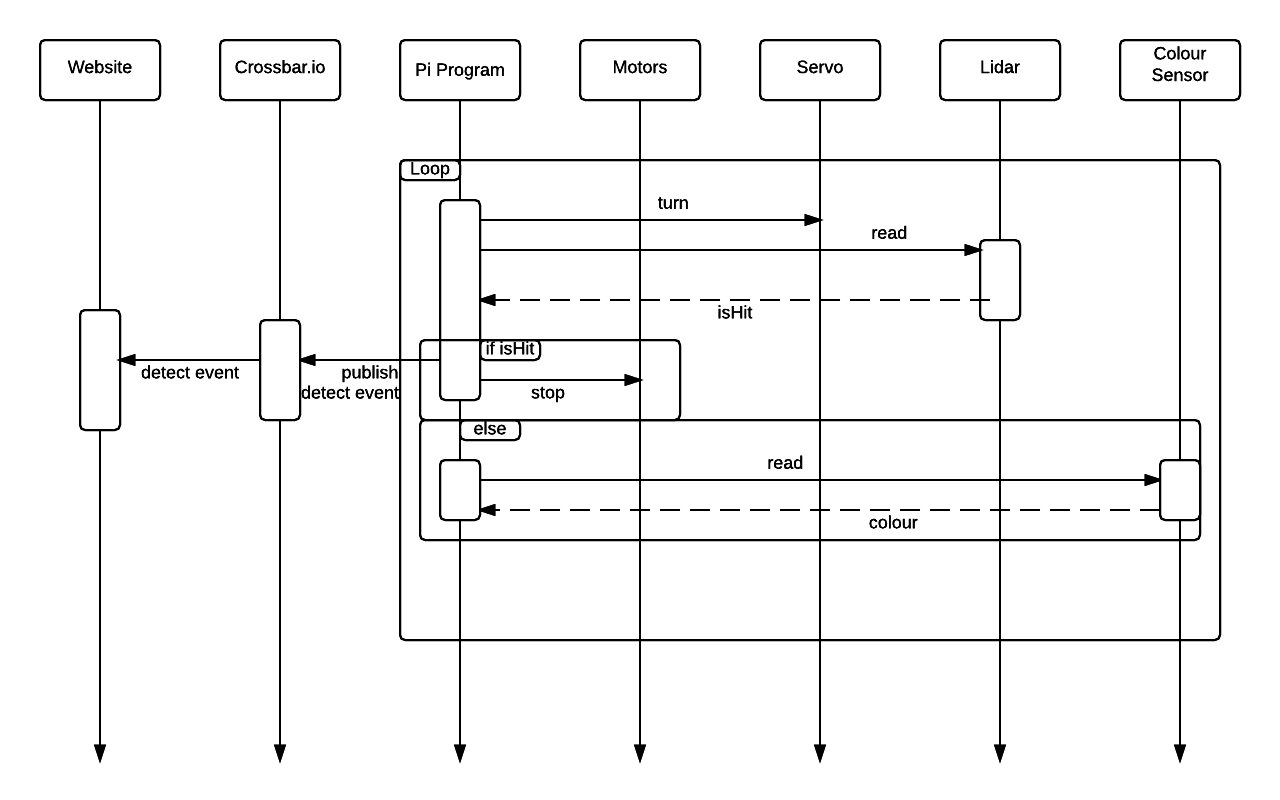 Website
Crossbar.io
Pi Program
Motors
Servo
Lidar
Colour
Sensor
Loop
turn
read
isHit
if isHit
detect event
publish
detect event
stop
else
read
colour